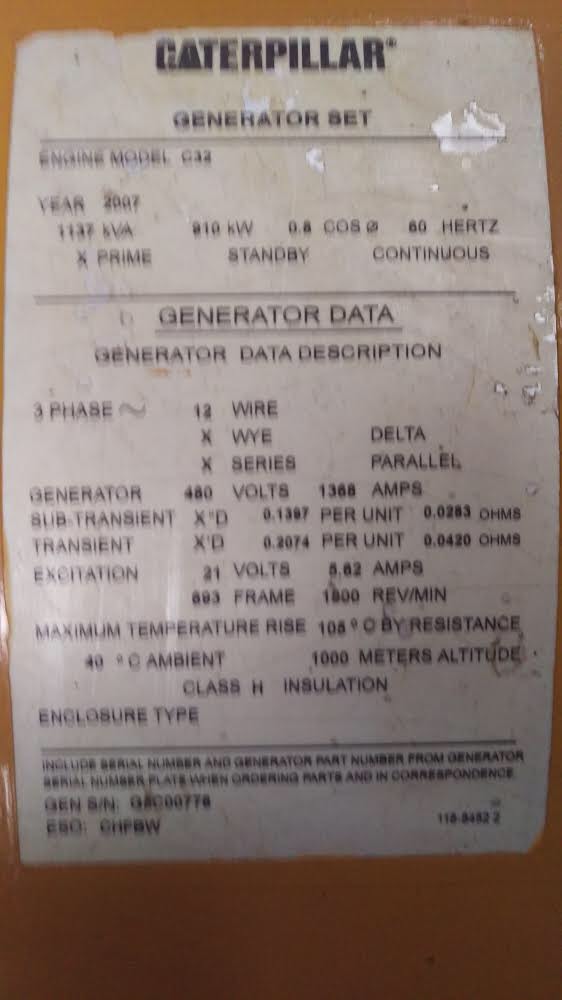 CATERPILLAR®
GENERATOR SET
ENGINE MODEL C32
YEAR 2007
1137 kVA 910 kW 0.8 COS Ø 60 HERTZ
X PRIME STANDBY CONTINUOUS
GENERATOR DATA
GENERATOR DATA DESCRIPTION
3 PHASE ~ 12 WIRE
X WYE DELTA
X SERIES PARALLEL
GENERATOR 480 VOLTS 1368 AMPS
SUB-TRANSIENT X"D 0.1397 PER UNIT 0.0283 OHMS
TRANSIENT X'D 0.2074 PER UNIT 0.0420 OHMS
EXCITATION 21 VOLTS 5.62 AMPS
693 FRAME 1800 REV/MIN
MAXIMUM TEMPERATURE RISE 105 ° C BY RESISTANCE
40 ° C AMBIENT 1000 METERS ALTITUDE
CLASS H INSULATION
ENCLOSURE TYPE
INCLUDE SERIAL NUMBER AND GENERATOR PART NUMBER FROM GENERATOR
SERIAL NUMBER PLATE WHEN ORDERING PARTS AND IN CORRESPONDENCE
GEN S/N: